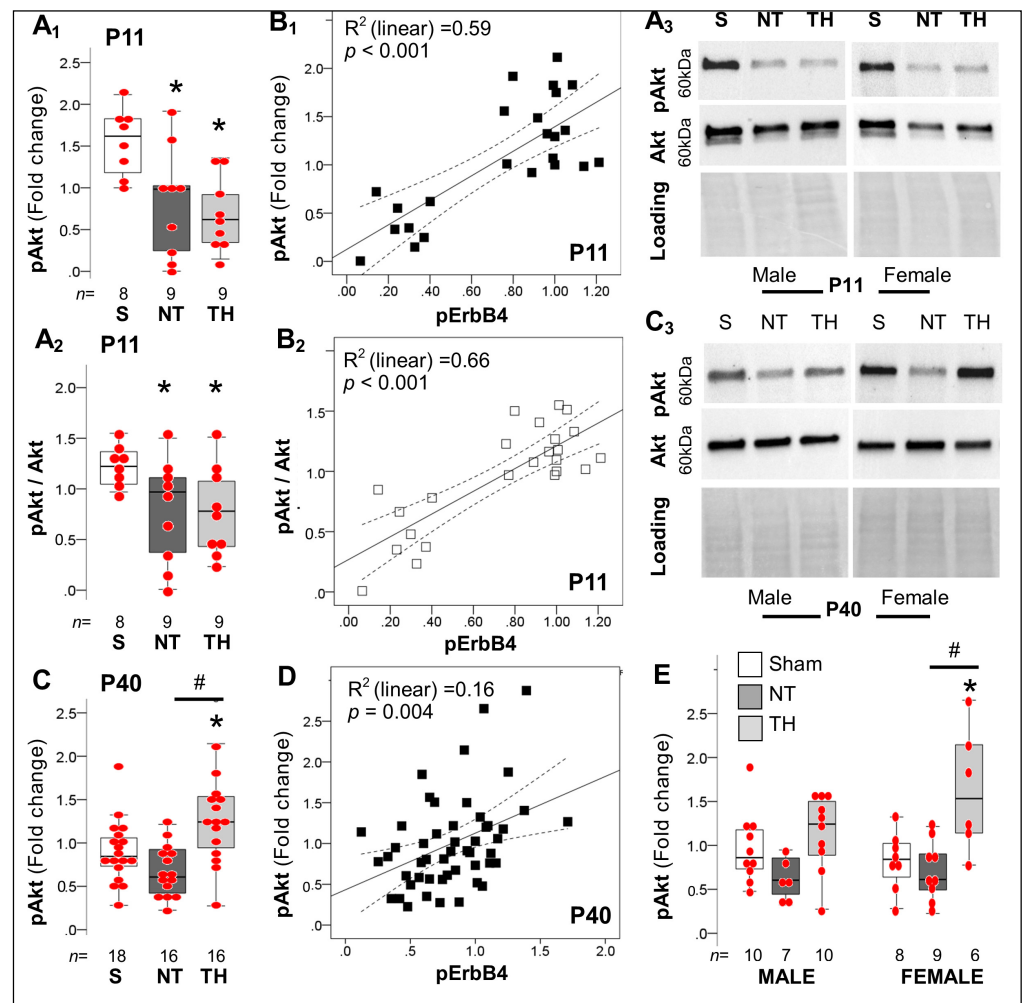 A1 P11
pAkt (Fold change)
2.5
2.0
1.5
1.0
0.5
.0
*
*
n= 8 9 9
S NT TH
B1
R2 (linear) =0.59
p < 0.001
pAkt (Fold change)
2.0
1.5
1.0
0.5
.0
P11
.00 .20 .40 .60 .80 1.00 1.20
pErbB4
A3
S NT TH S NT TH
pAkt
60kDa
Akt
60kDa
Loading
Male P11 Female
A2 P11
pAkt / Akt
2.0
1.5
1.0
0.5
.0
* *
n= 8 9 9
S NT TH
B2
R2 (linear) =0.66
p < 0.001
pAkt / Akt
1.5
1.0
0.5
.0
P11
.00 .20 .40 .60 .80 1.00 1.20
pErbB4
C3
S NT TH S NT TH
pAkt
60kDa
Akt
60kDa
Loading
Male P40 Female
C P40
#
*
pAkt (Fold change)
2.5
2.0
1.5
1.0
0.5
.0
n= 18 16 16
S NT TH
D
R2 (linear) =0.16
p = 0.004
pAkt (Fold change)
2.5
2.0
1.5
1.0
0.5
.0
P40
.0 .5 1.0 1.5 2.0
pErbB4
E
Sham
NT
TH
#
*
pAkt (Fold change)
2.5
2.0
1.5
1.0
0.5
.0
n= 10 7 10 8 9 6
MALE FEMALE